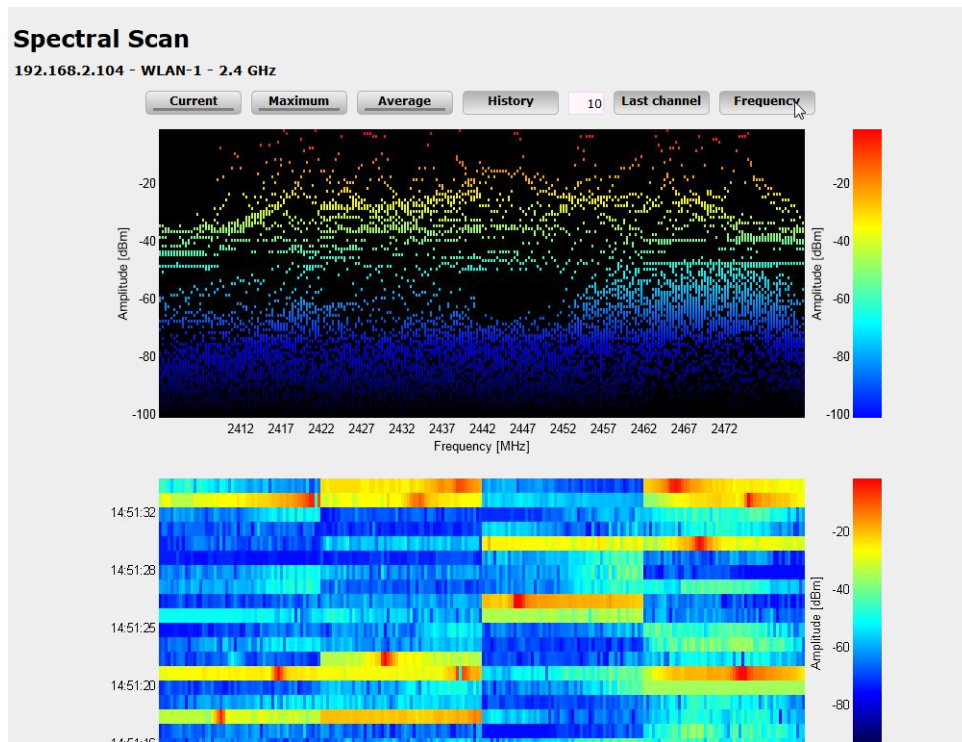 Spectral Scan
192.168.2.104 - WLAN-1 - 2.4 GHz
Current Maximum Average History 10 Last channel Frequency
-20 -20
-40 -40
Amplitude [dBm] Amplitude [dBm]
-60 -60
-80 -80
-100 -100
2412 2417 2422 2427 2432 2437 2442 2447 2452 2457 2462 2467 2472
Frequency [MHz]
14:51:32
-20
14:51:28
-40
Amplitude [dBm]
14:51:25
-60
14:51:20
-80